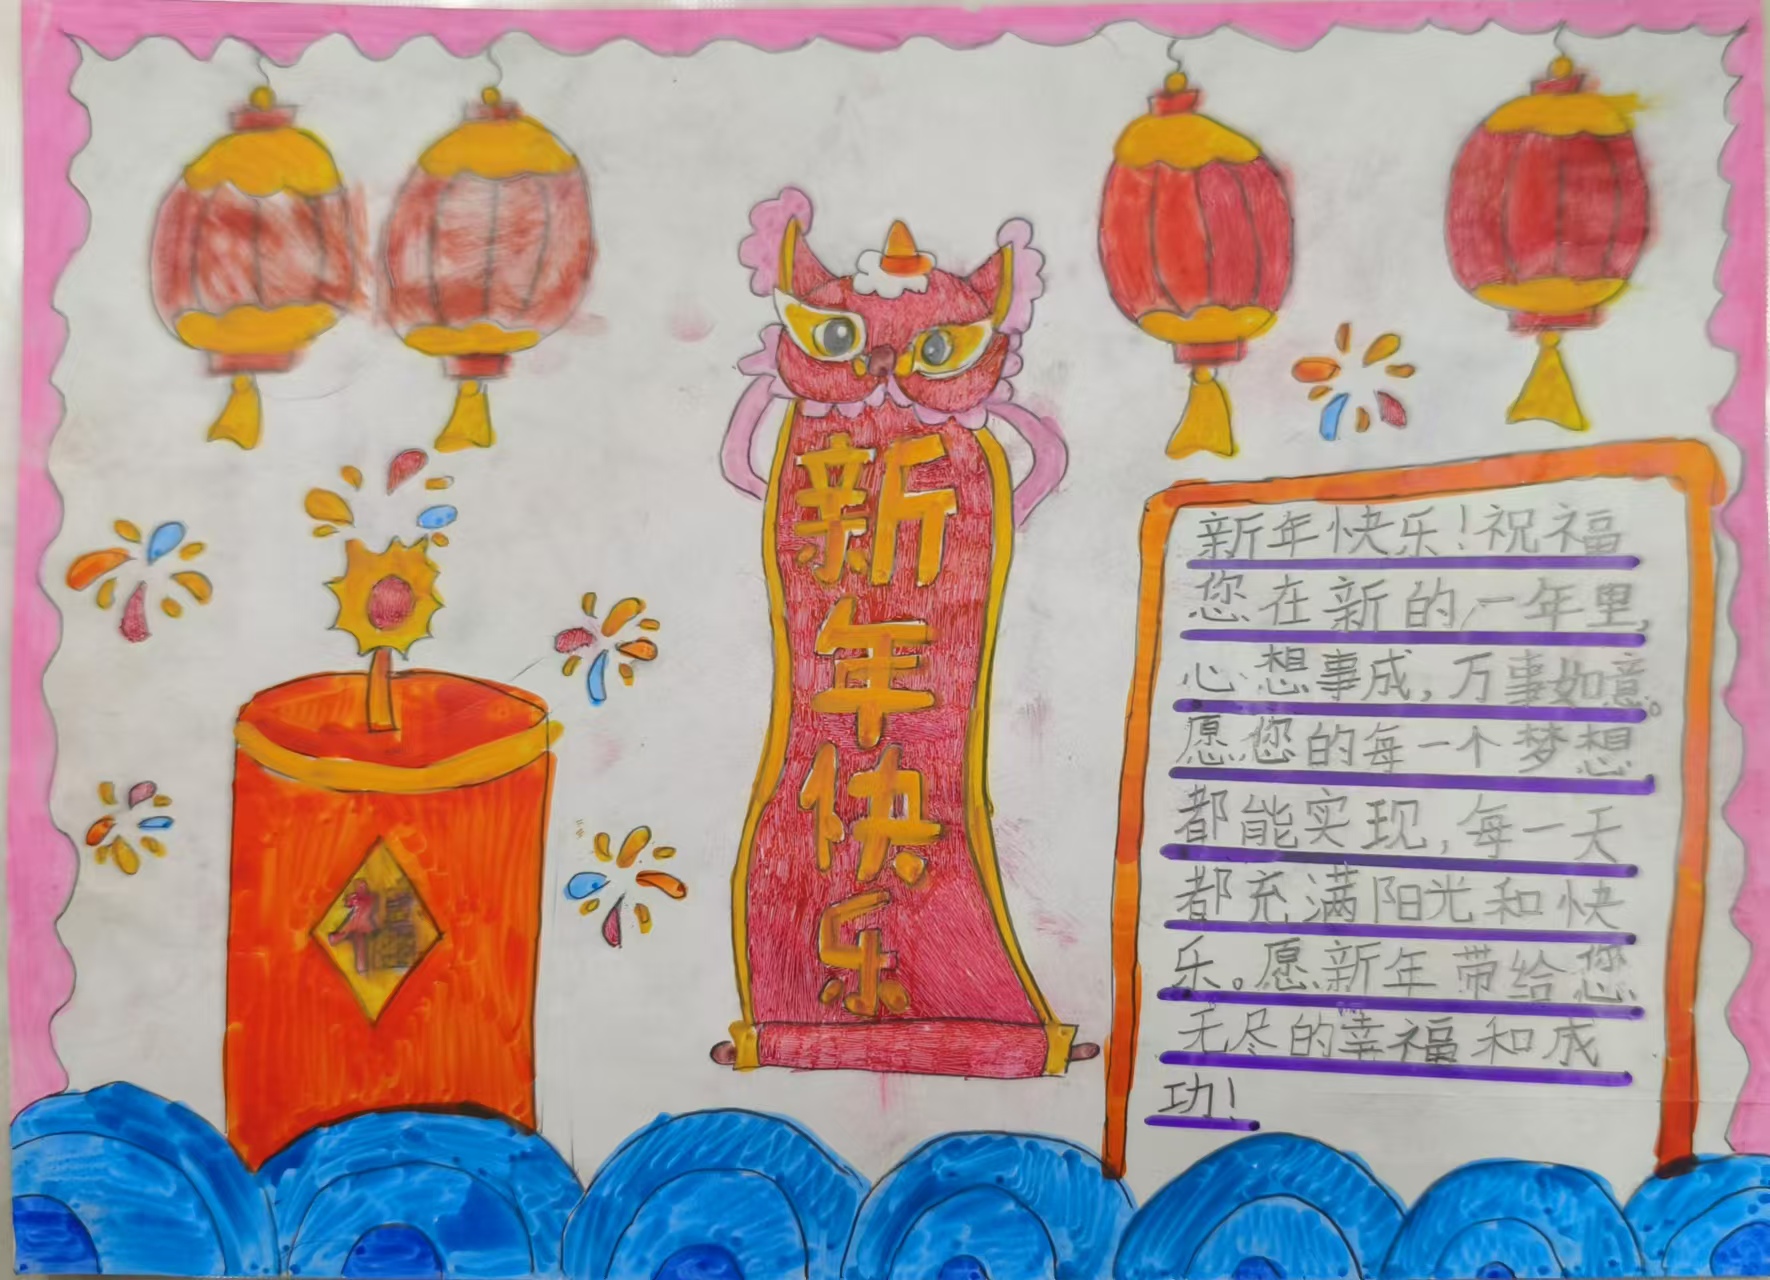 福
新
年
快
乐
新年快乐!祝福
您在新的一年里,
心想事成,万事如意。
愿您的每一个梦想
都能实现,每一天
都充满阳光和快
乐。愿新年带给您
无尽的幸福和成
功!